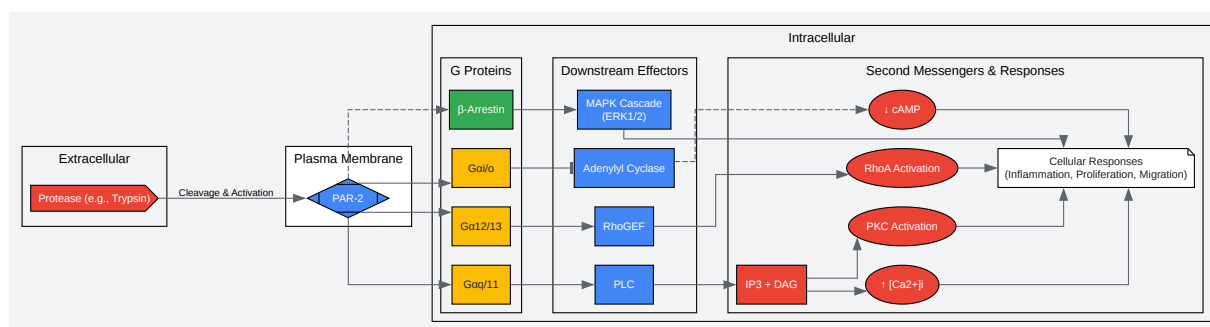 Intracellular
G Proteins
Downstream Effectors
Second Messengers & Responses
β-Arrestin
MAPK Cascade
(ERK1/2)
↓ cAMP
Extracellular
Plasma Membrane
Gαi/o
Adenylyl Cyclase
RhoA Activation
Cellular Responses
(Inflammation, Proliferation, Migration)
Protease (e.g., Trypsin)
Cleavage & Activation
PAR-2
Gα12/13
RhoGEF
PKC Activation
Gαq/11
PLC
IP3 + DAG
↑ [Ca2+]i